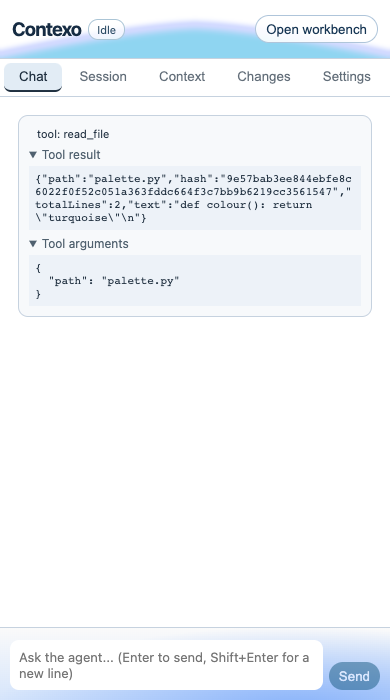 Contexo
Idle
Open workbench
Chat
Session
Context
Changes
Settings
tool: read_file
▼ Tool result
{"path":"palette.py","hash":"9e57bab3ee844ebfe8c
6022f0f52c051a363fddc664f3c7bb9b6219cc3561547","
totalLines":2,"text":"def colour(): return
\"turquoise\"\n"}
▼ Tool arguments
{
  "path": "palette.py"
}
Ask the agent... (Enter to send, Shift+Enter for a
new line)
Send